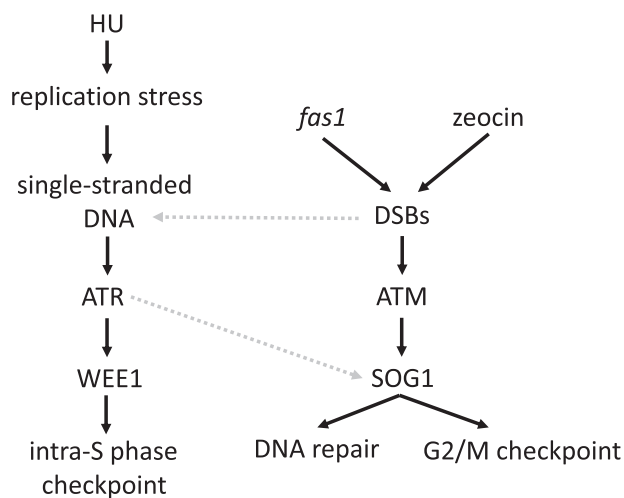 HU
replication stress
fas1
zeocin
single-stranded
DNA
DSBs
ATR
ATM
WEE1
SOG1
intra-S phase
checkpoint
DNA repair
G2/M checkpoint